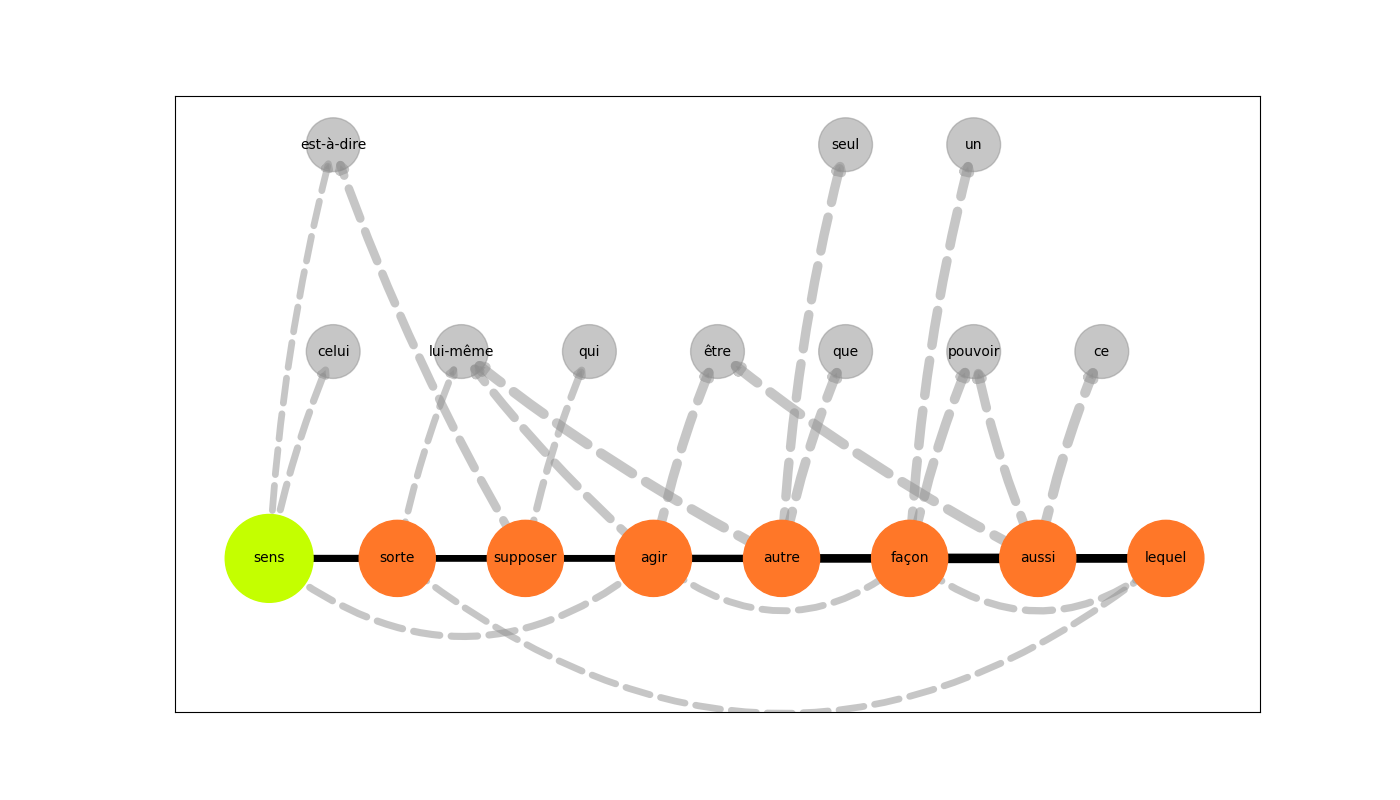 est-à-dire seul un
celui lui-même qui être que pouvoir ce
sens sorte supposer agir autre façon aussi lequel